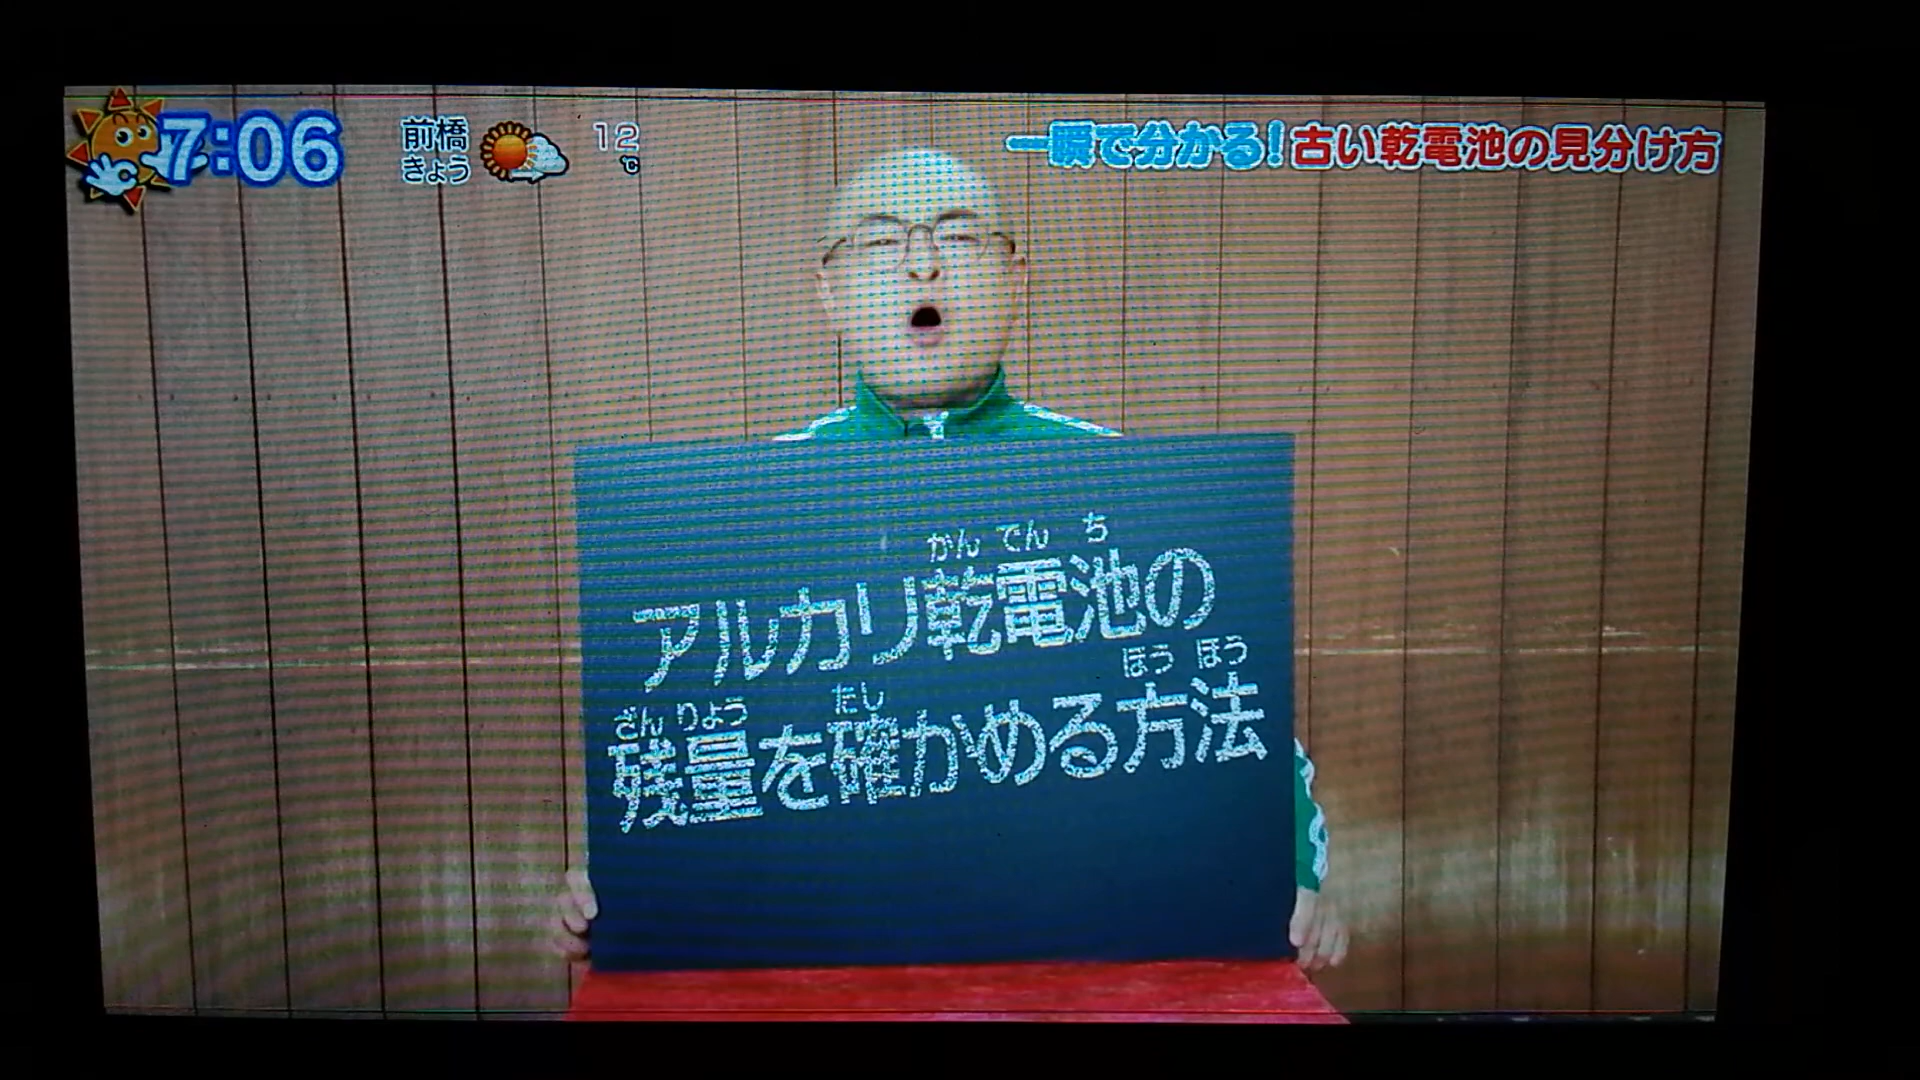 7:06
前橋
きょう
12
℃
一瞬で分かる!古い乾電池の見分け方
かん でん ち
アルカリ乾電池の
ほう ほう
ざん りょう たし
残量を確かめる方法